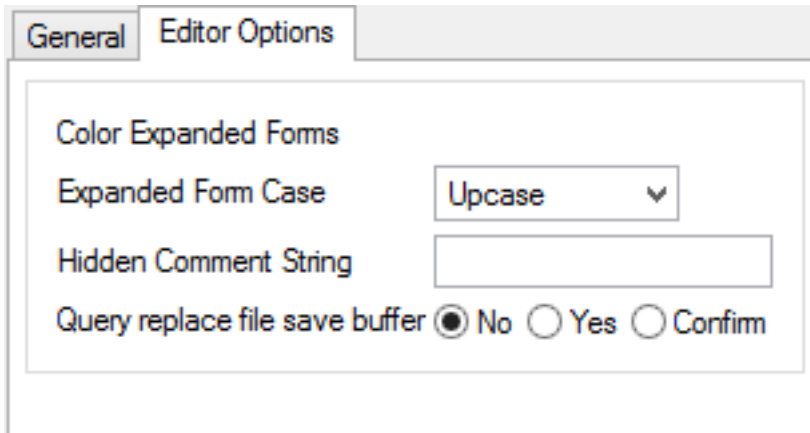 General Editor Options
Color Expanded Forms
Expanded Form Case Upcase
Hidden Comment String
Query replace file save buffer No Yes Confirm